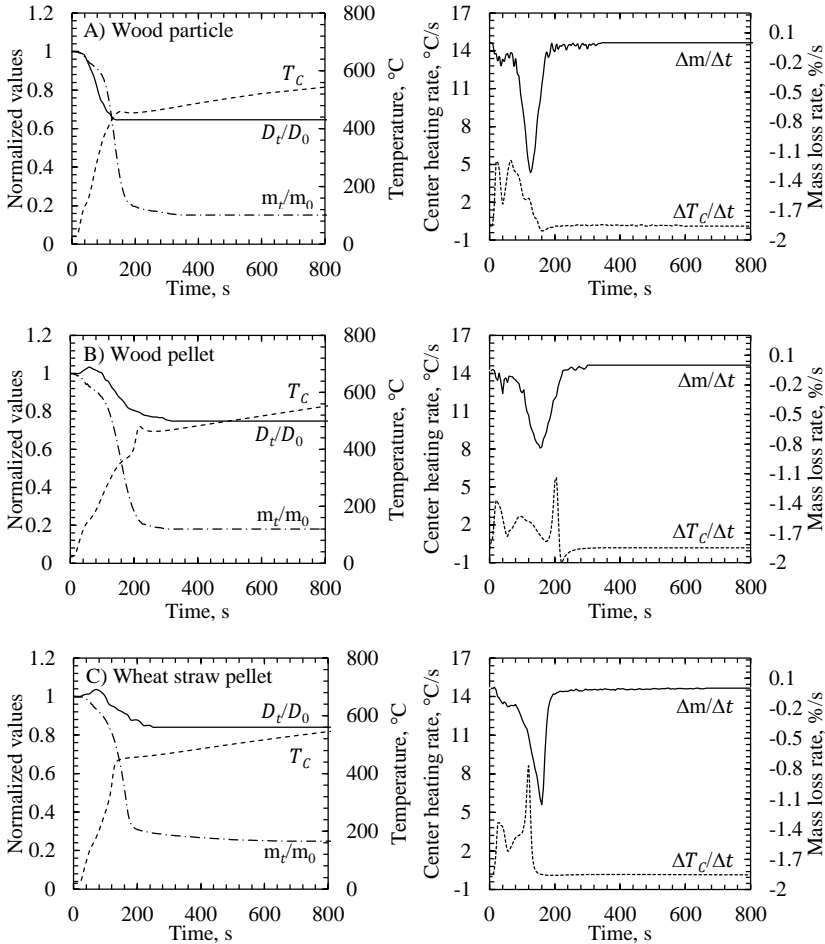 A) Wood particle
Normalized values
1.2
1
0.8
0.6
0.4
0.2
0
T_C
D_t/D_0
m_t/m_0
800
600
400
200
0
Temperature, °C
0 200 400 600 800
Time, s
Center heating rate, °C/s
17
14
11
8
5
2
-1
Δm/Δt
ΔT_C/Δt
0.1
-0.2
-0.5
-0.8
-1.1
-1.4
-1.7
-2
Mass loss rate, %/s
0 200 400 600 800
Time, s
B) Wood pellet
Normalized values
1.2
1
0.8
0.6
0.4
0.2
0
T_C
D_t/D_0
m_t/m_0
800
600
400
200
0
Temperature, °C
0 200 400 600 800
Time, s
Center heating rate, °C/s
17
14
11
8
5
2
-1
Δm/Δt
ΔT_C/Δt
0.1
-0.2
-0.5
-0.8
-1.1
-1.4
-1.7
-2
Mass loss rate, %/s
0 200 400 600 800
Time, s
C) Wheat straw pellet
Normalized values
1.2
1
0.8
0.6
0.4
0.2
0
D_t/D_0
T_C
m_t/m_0
800
600
400
200
0
Temperature, °C
0 200 400 600 800
Time, s
Center heating rate, °C/s
17
14
11
8
5
2
-1
Δm/Δt
ΔT_C/Δt
0.1
-0.2
-0.5
-0.8
-1.1
-1.4
-1.7
-2
Mass loss rate, %/s
0 200 400 600 800
Time, s